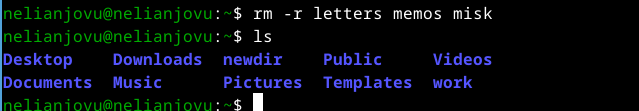 nelianjovu@nelianjovu:~$ rm -r letters memos misk
nelianjovu@nelianjovu:~$ ls
Desktop    Downloads  newdir    Public     Videos
Documents  Music      Pictures  Templates  work
nelianjovu@nelianjovu:~$